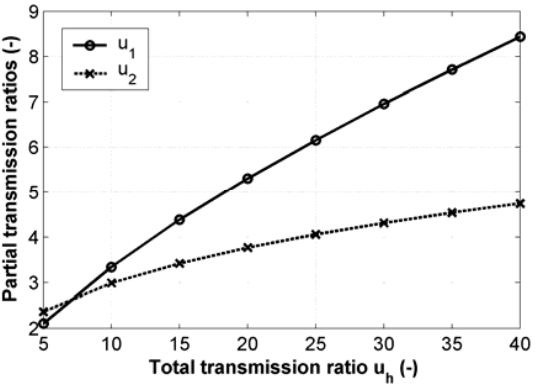 9
8
7
6
5
4
3
2
Partial transmission ratios (-)
u1
u2
5 10 15 20 25 30 35 40
Total transmission ratio uh (-)